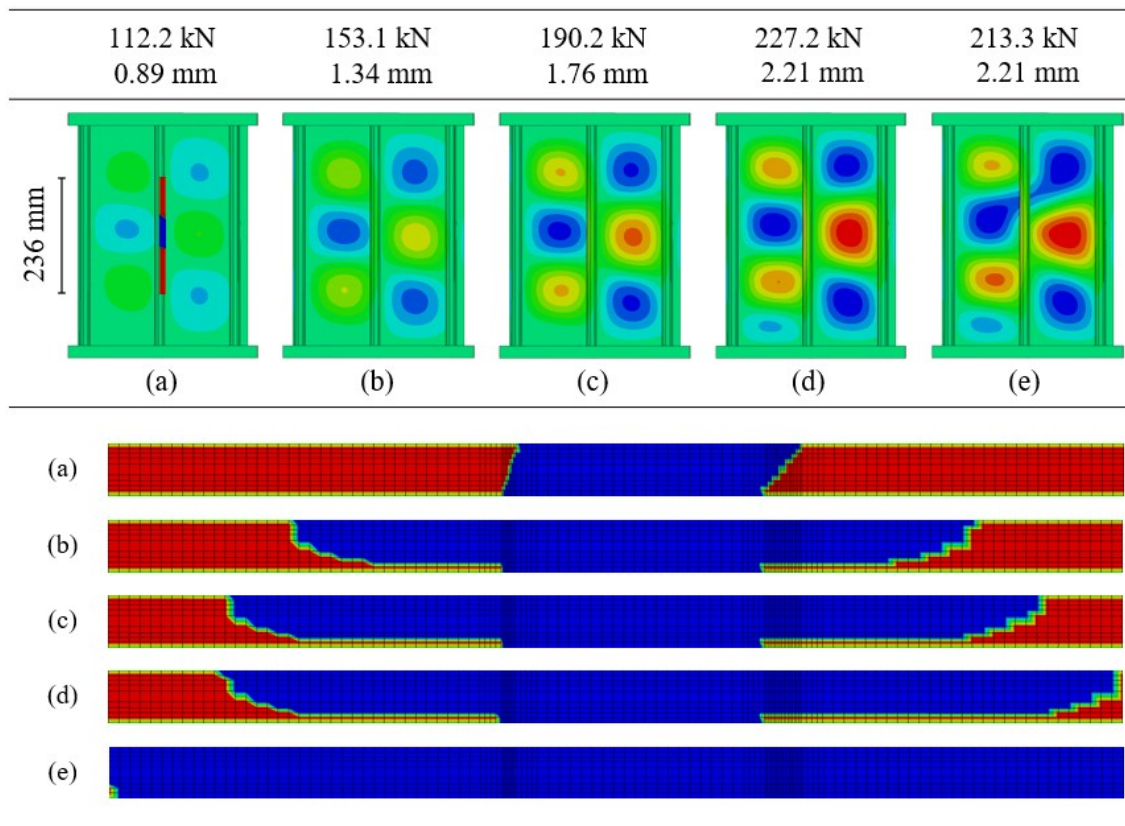 112.2 kN 153.1 kN 190.2 kN 227.2 kN 213.3 kN
0.89 mm 1.34 mm 1.76 mm 2.21 mm 2.21 mm
236 mm
(a) (b) (c) (d) (e)
(a)
(b)
(c)
(d)
(e)